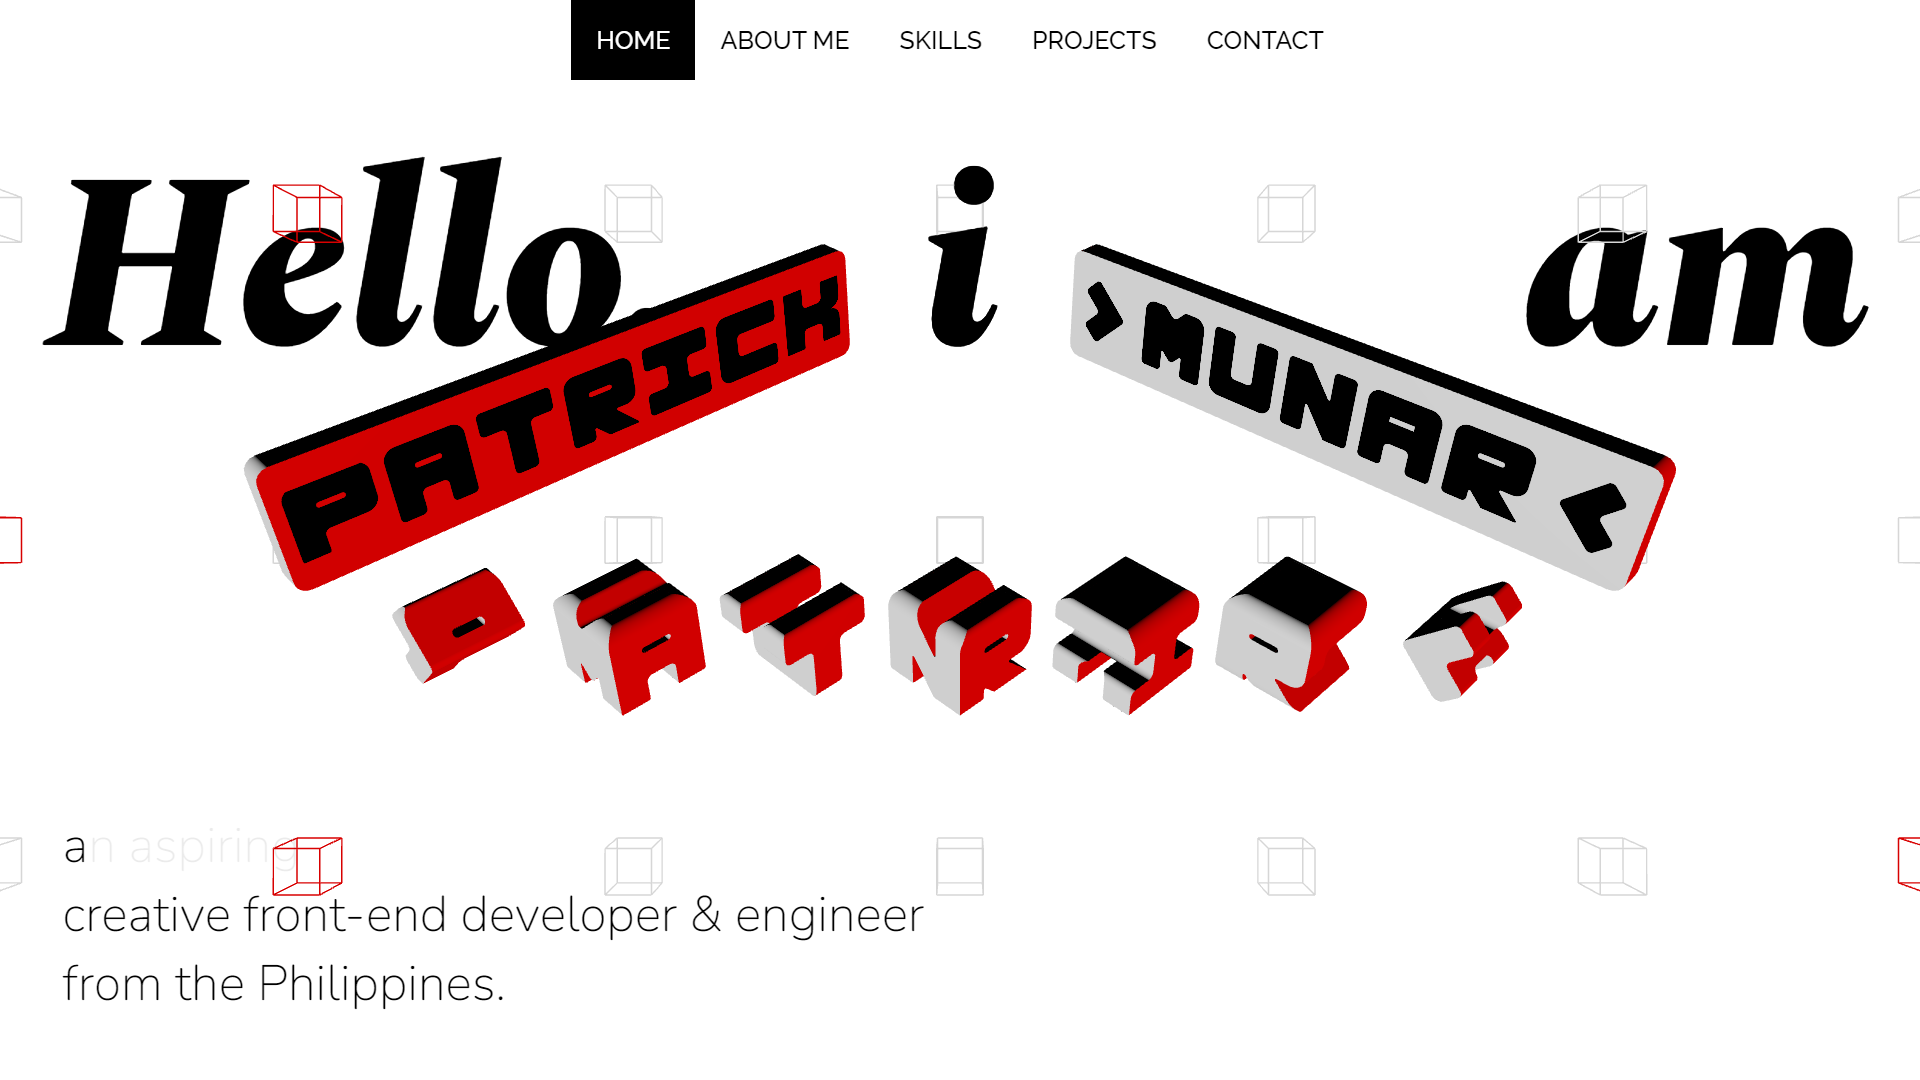 HOME ABOUT ME SKILLS PROJECTS CONTACT
Hello, i am
PATRICK
> MUNAR <
an aspiring
creative front-end developer & engineer
from the Philippines.